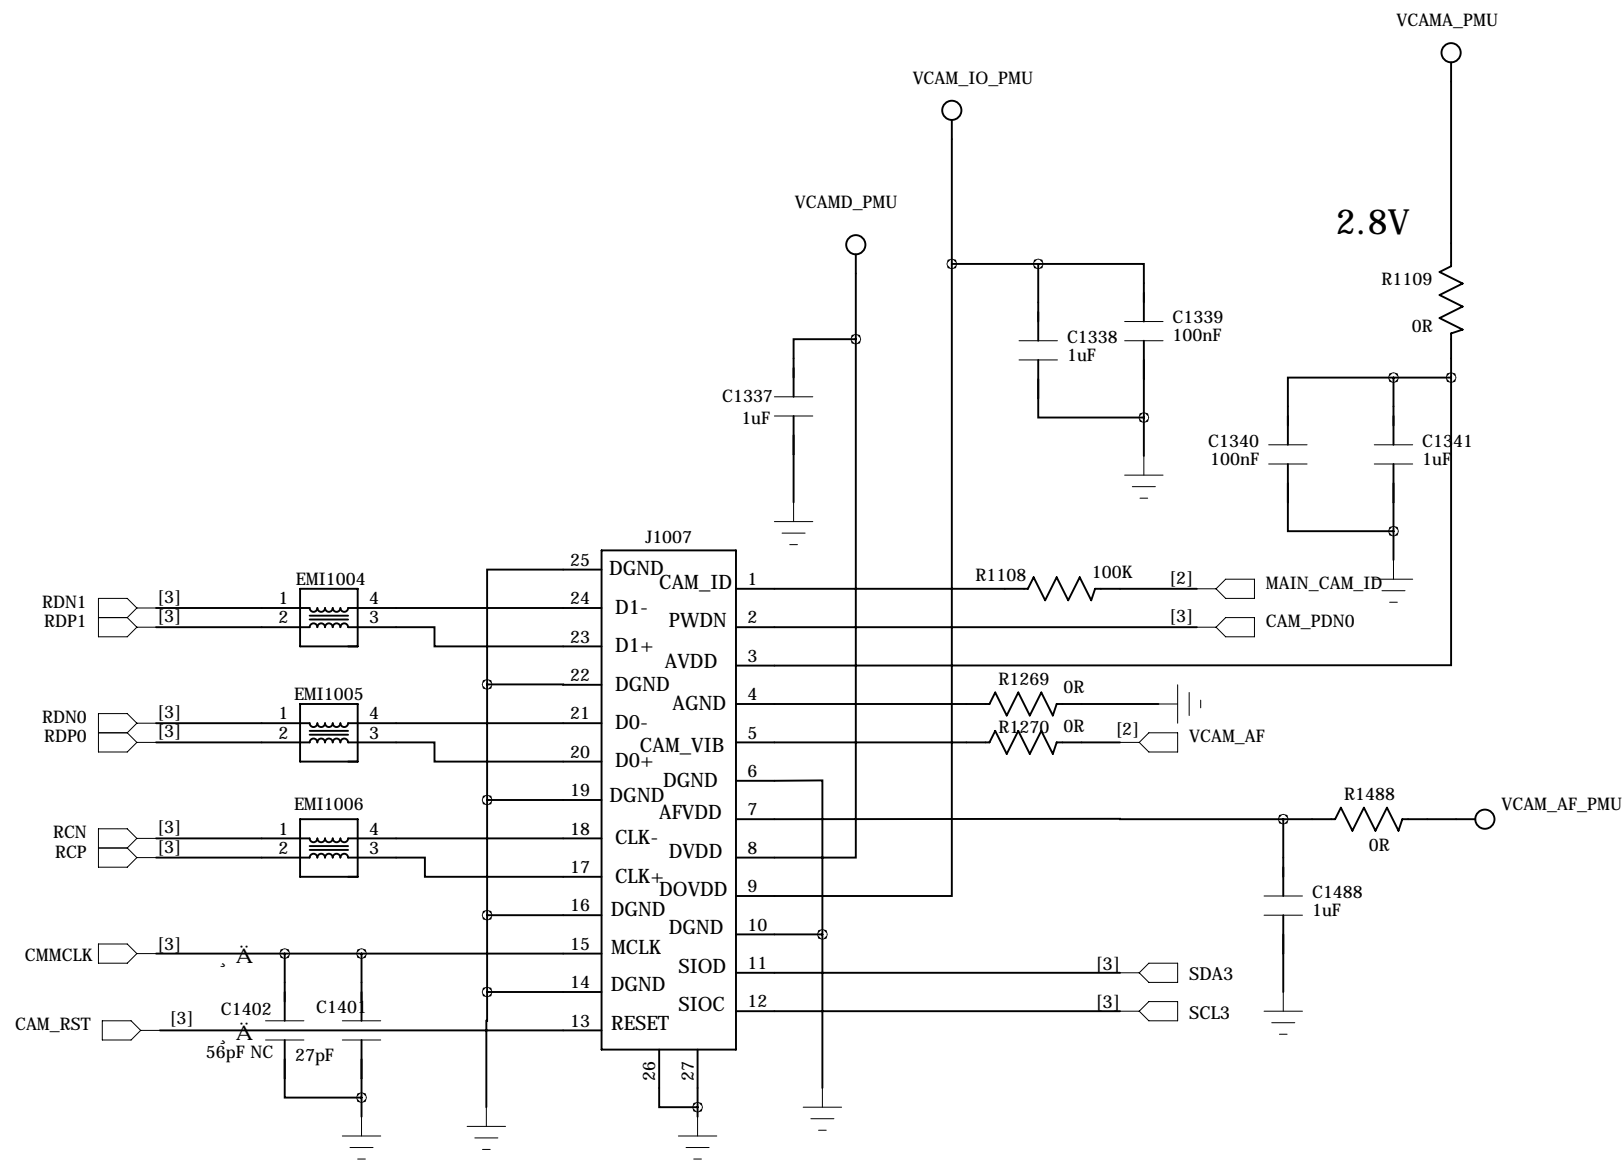 VCAMA_PMU
VCAM_IO_PMU
VCAMD_PMU
2.8V
R1109
0R
C1339
100nF
C1338
1uF
C1337
1uF
C1340
100nF
C1341
1uF
J1007
25
DGND
24
D1-
23
D1+
22
DGND
21
D0-
20
D0+
19
DGND
18
CLK-
17
CLK+
16
DGND
15
MCLK
14
DGND
13
RESET
CAM_ID
1
PWDN
2
AVDD
3
AGND
4
CAM_VIB
5
DGND
6
AFVDD
7
DVDD
8
DOVDD
9
DGND
10
SIOD
11
SIOC
12
26
27
EMI1004
RDN1
[3]
1
4
RDP1
[3]
2
3
EMI1005
RDN0
[3]
1
4
RDP0
[3]
2
3
EMI1006
RCN
[3]
1
4
RCP
[3]
2
3
CMMCLK
[3]
¸ Ä
CAM_RST
[3]
¸ Ä
C1402
56pF NC
C1401
27pF
R1108
100K
[2]
MAIN_CAM_ID
[3]
CAM_PDN0
R1269
0R
R1270
0R
[2]
VCAM_AF
R1488
0R
VCAM_AF_PMU
C1488
1uF
[3]
SDA3
[3]
SCL3